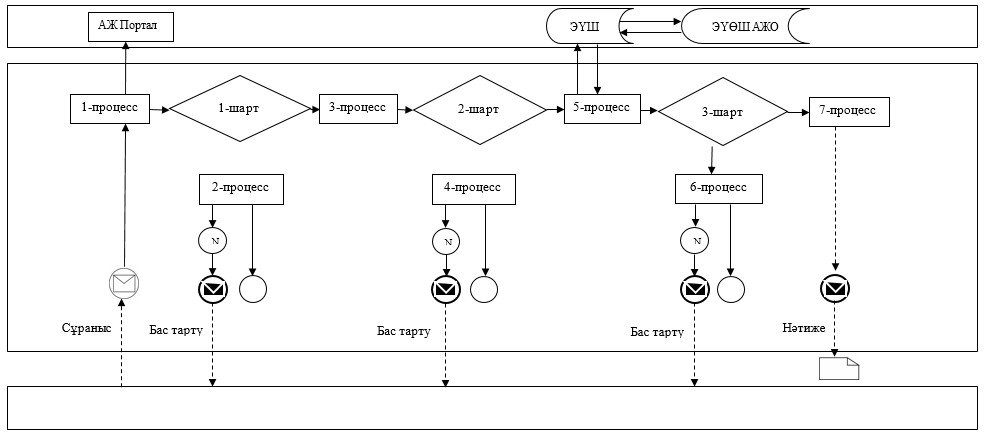 АЖ Портал
ЭҮШ
ЭҮӨШ АЖО
1-процесс
1-шарт
3-процесс
2-шарт
5-процесс
3-шарт
7-процесс
2-процесс
4-процесс
6-процесс
N
N
N
Сұраныс
Бас тарту
Бас тарту
Бас тарту
Нәтиже